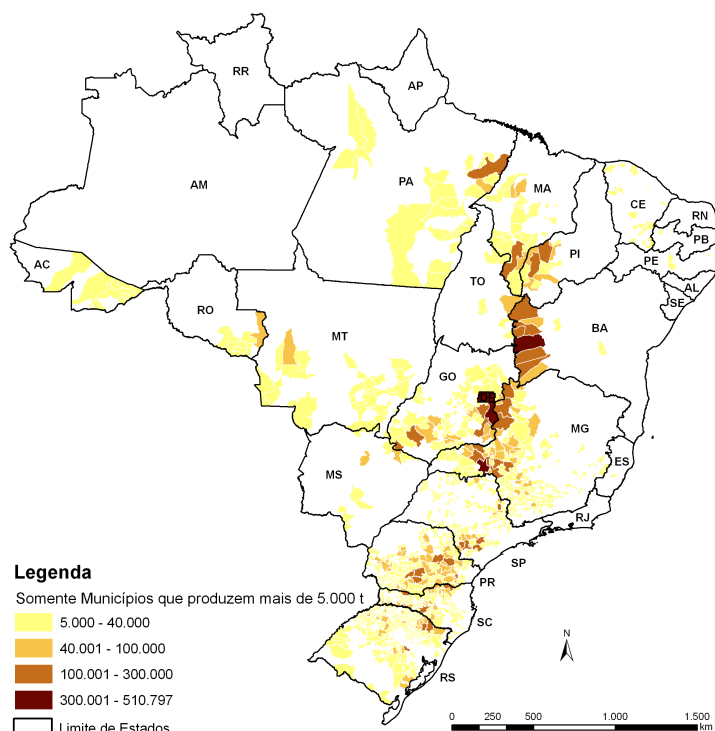 RR
AP
AM
PA
MA
CE
RN
PB
PE
AL
SE
PI
AC
TO
RO
BA
MT
GO
DF
MG
ES
MS
RJ
SP
PR
SC
RS
Legenda
Somente Municípios que produzem mais de 5.000 t
5.000 - 40.000
40.001 - 100.000
100.001 - 300.000
300.001 - 510.797
Limite de Estados
N
0 250 500 1.000 1.500
km